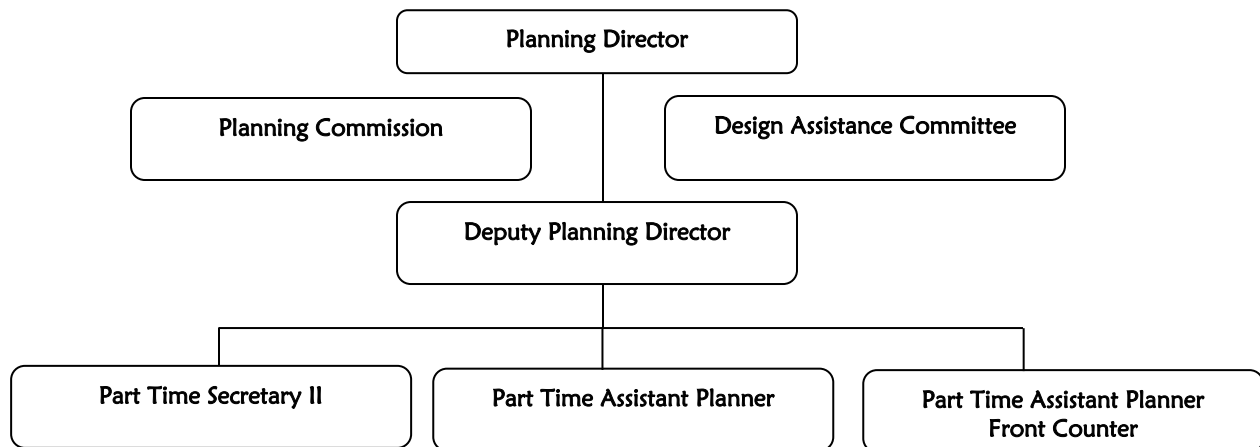 Planning Director
Planning Commission
Design Assistance Committee
Deputy Planning Director
Part Time Secretary II
Part Time Assistant Planner
Part Time Assistant Planner
Front Counter